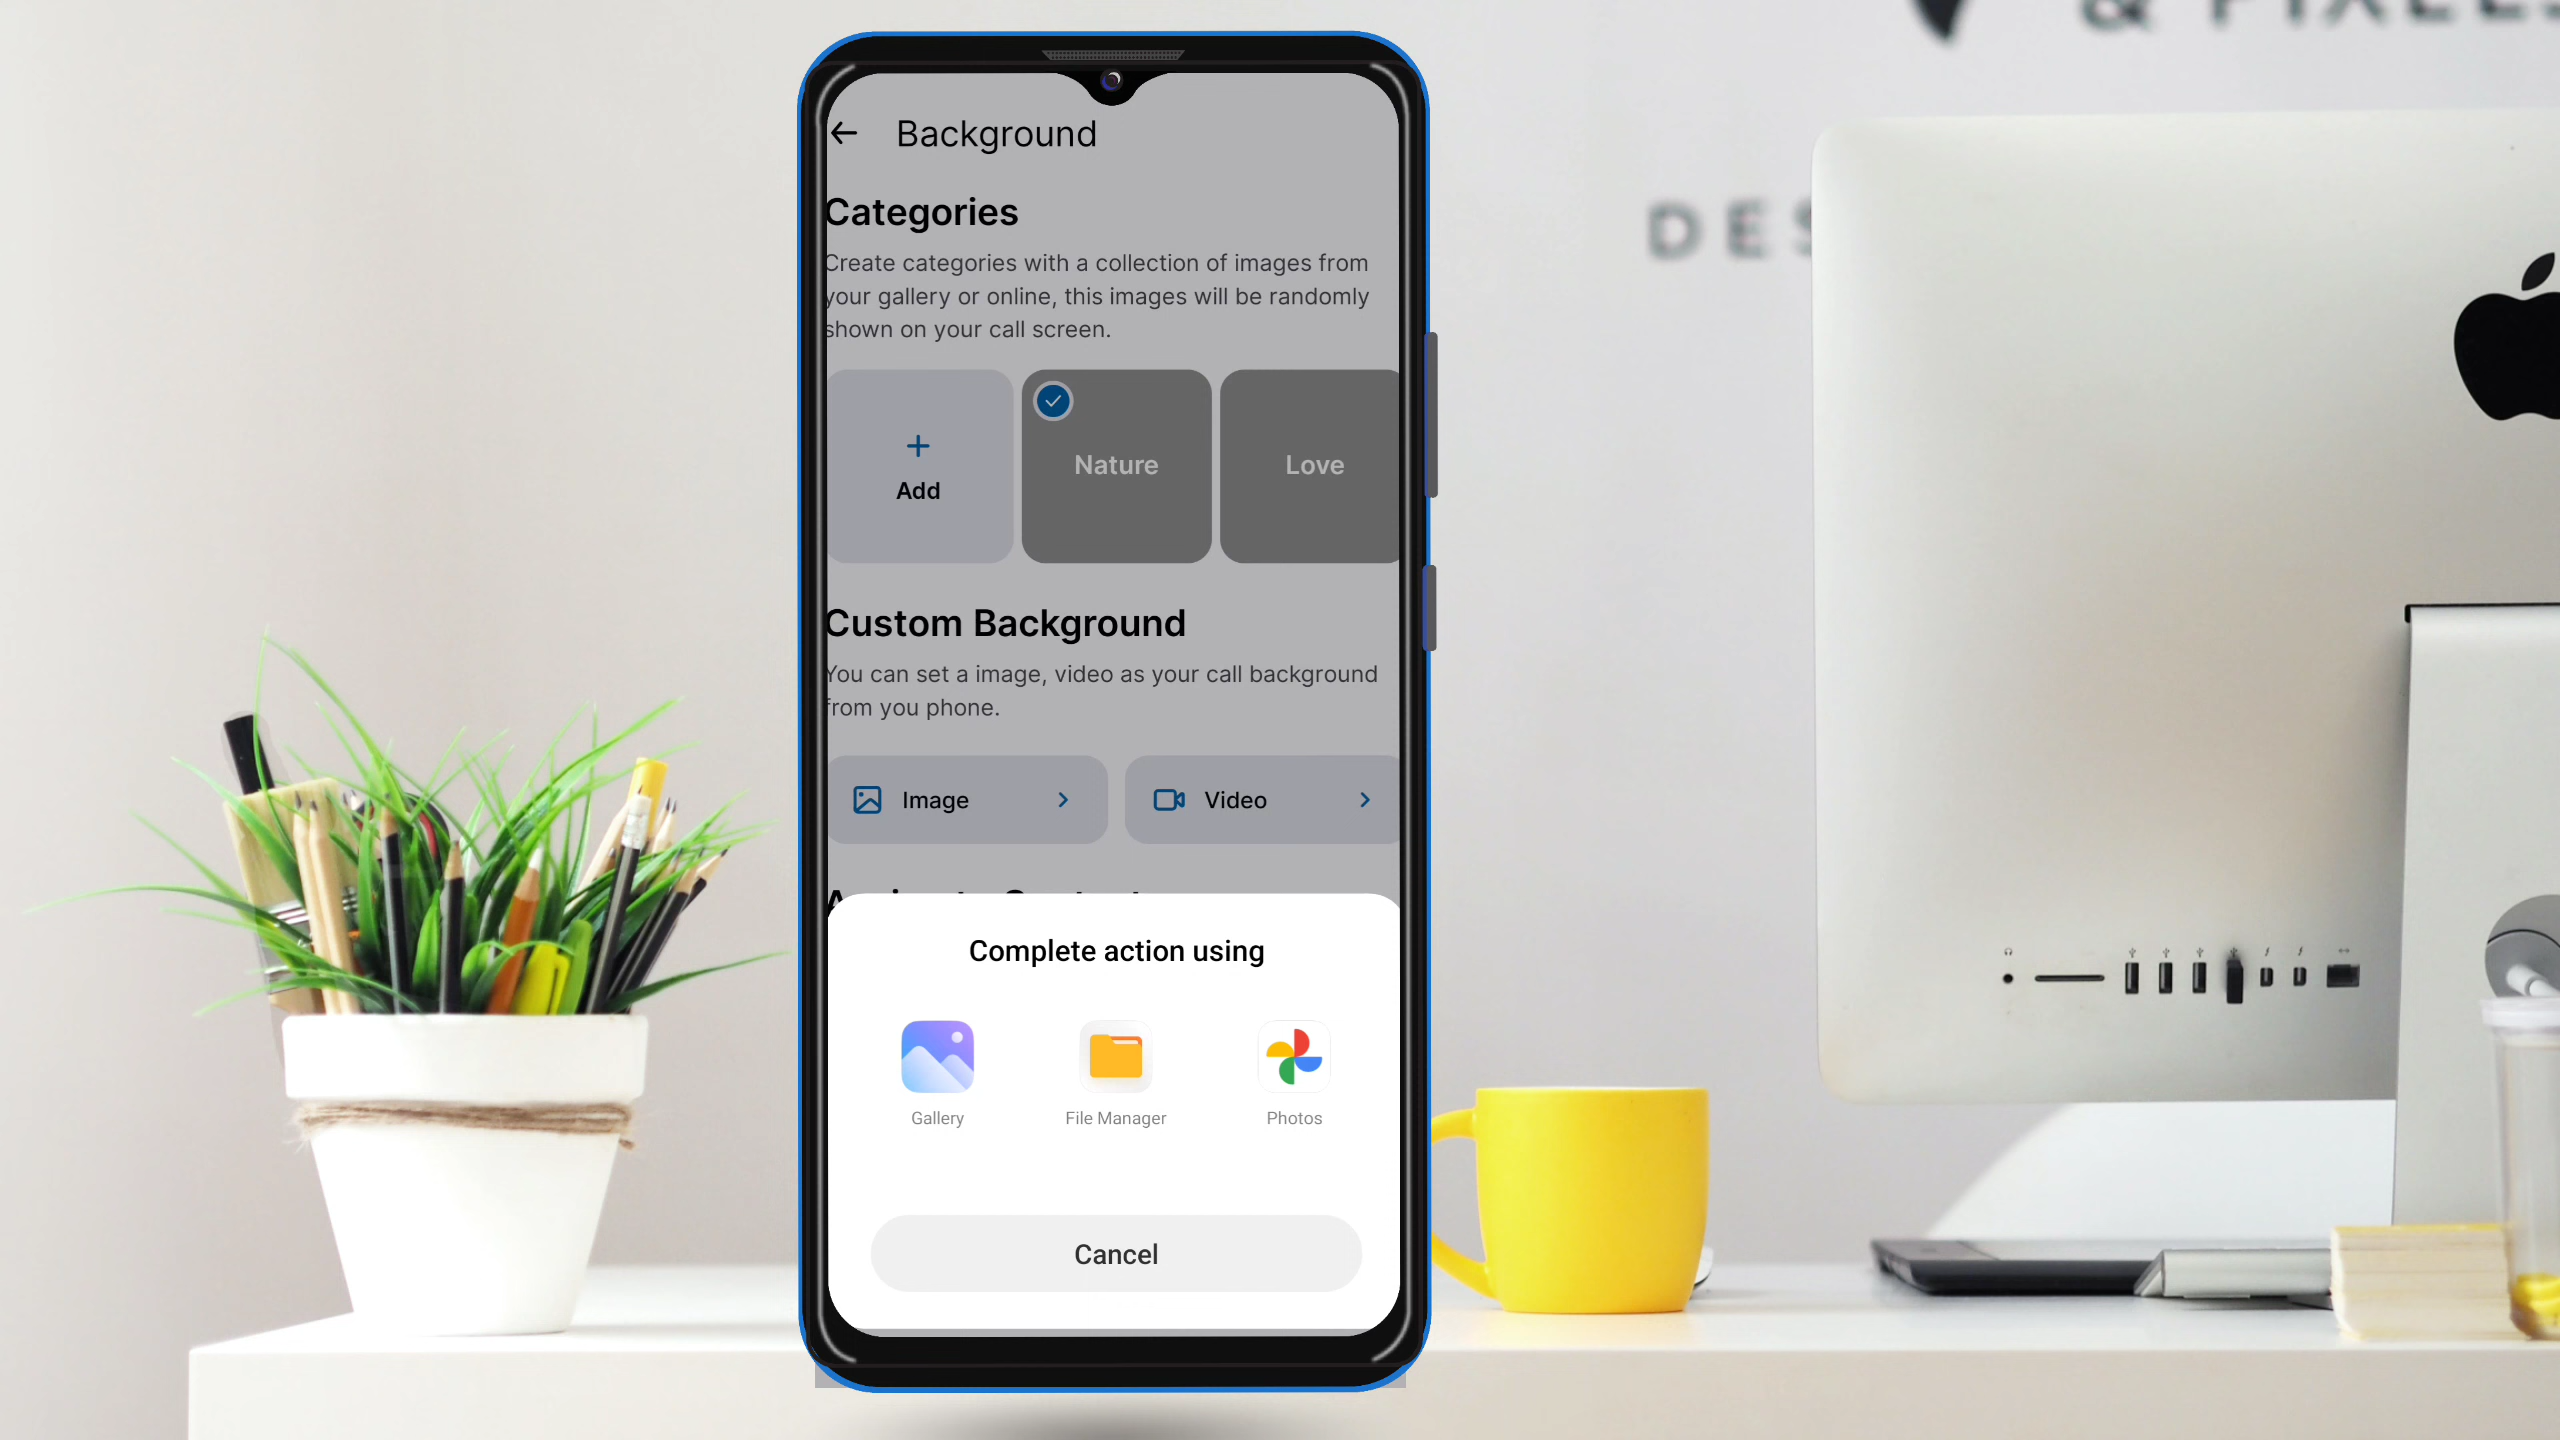 & PIXELS
DES
Background
Categories
Create categories with a collection of images from
your gallery or online, this images will be randomly
shown on your call screen.
Add
Nature
Love
Custom Background
You can set a image, video as your call background
from you phone.
Image
Video
Complete action using
Gallery
File Manager
Photos
Cancel